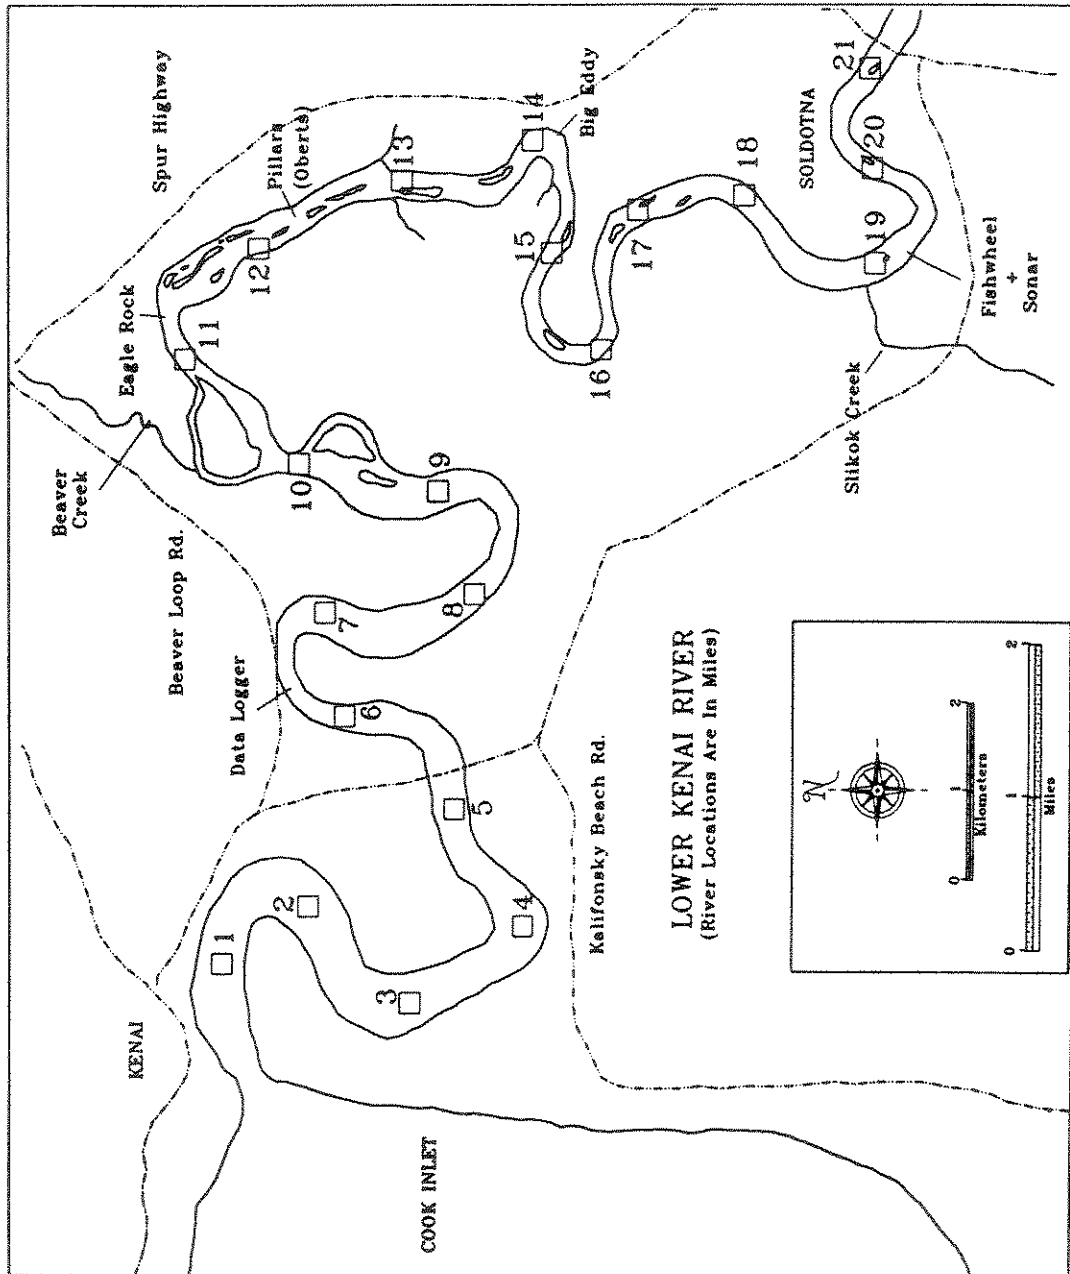 Spur Highway
Beaver
Creek
Eagle Rock
Pillars
(Oberts)
Beaver Loop Rd.
Data Logger
KENAI
COOK INLET
Big Eddy
SOLDOTNA
Slikok Creek
Fishwheel
+
Sonar
1
2
3
4
5
6
7
8
9
10
11
12
13
14
15
16
17
18
19
20
21
Kalifonsky Beach Rd.
LOWER KENAI RIVER
(River Locations Are In Miles)
N
0 1 2
Kilometers
0 1 2
Miles